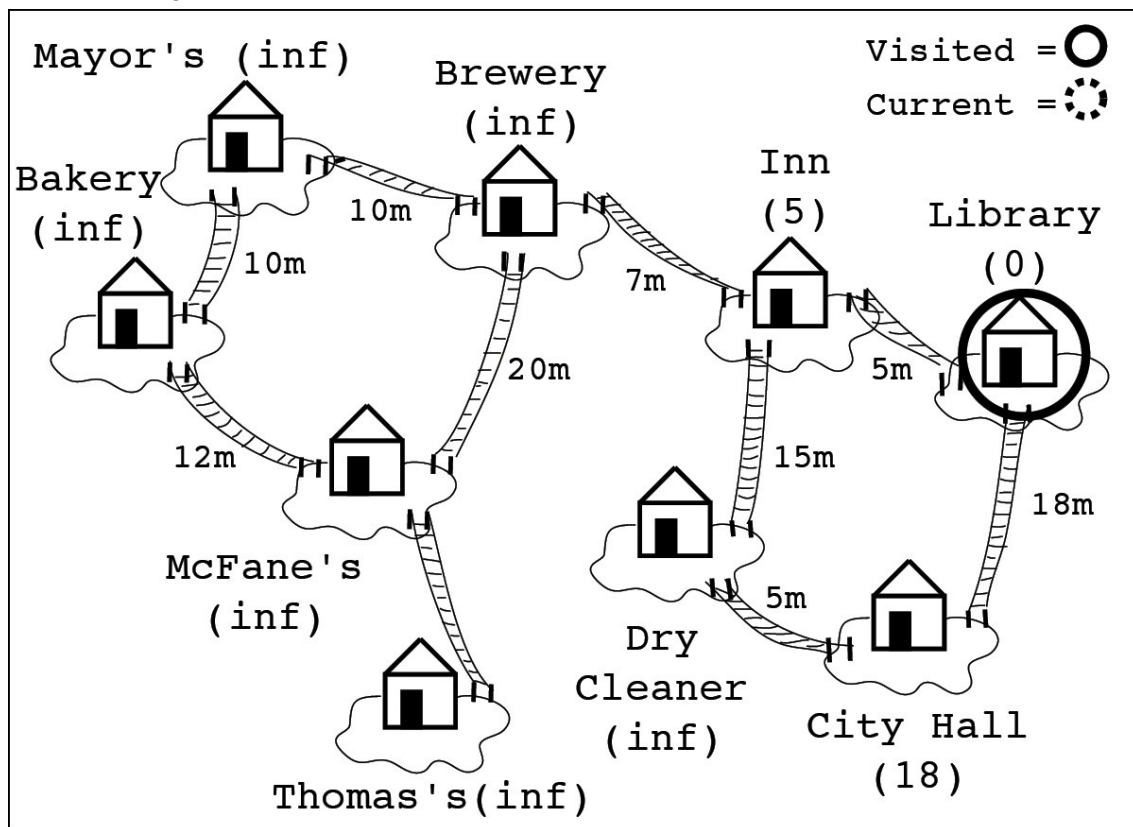 Mayor's (inf)
Brewery
(inf)
Visited =
Current =
Bakery
(inf)
Inn
(5)
Library
(0)
10m
10m
7m
5m
20m
12m
15m
18m
McFane's
(inf)
5m
Dry
Cleaner
(inf)
City Hall
(18)
Thomas's(inf)